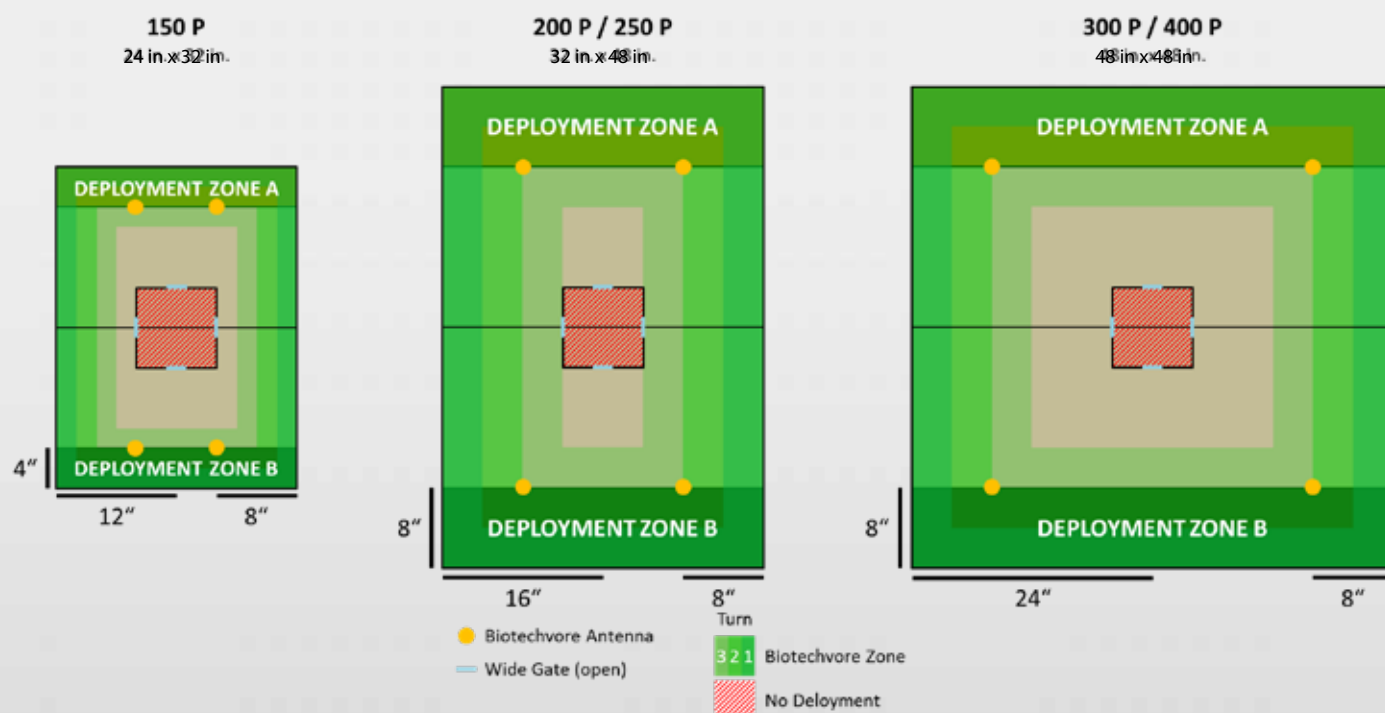 150 P
24 in x 32 in
200 P / 250 P
32 in x 48 in
300 P / 400 P
48 in x 48 in
DEPLOYMENT ZONE A
DEPLOYMENT ZONE A
DEPLOYMENT ZONE A
DEPLOYMENT ZONE B
4“
12“
8“
DEPLOYMENT ZONE B
8“
16“
8“
DEPLOYMENT ZONE B
8“
24“
8“
Biotechvore Antenna
Wide Gate (open)
Turn
3 2 1 Biotechvore Zone
No Deloyment